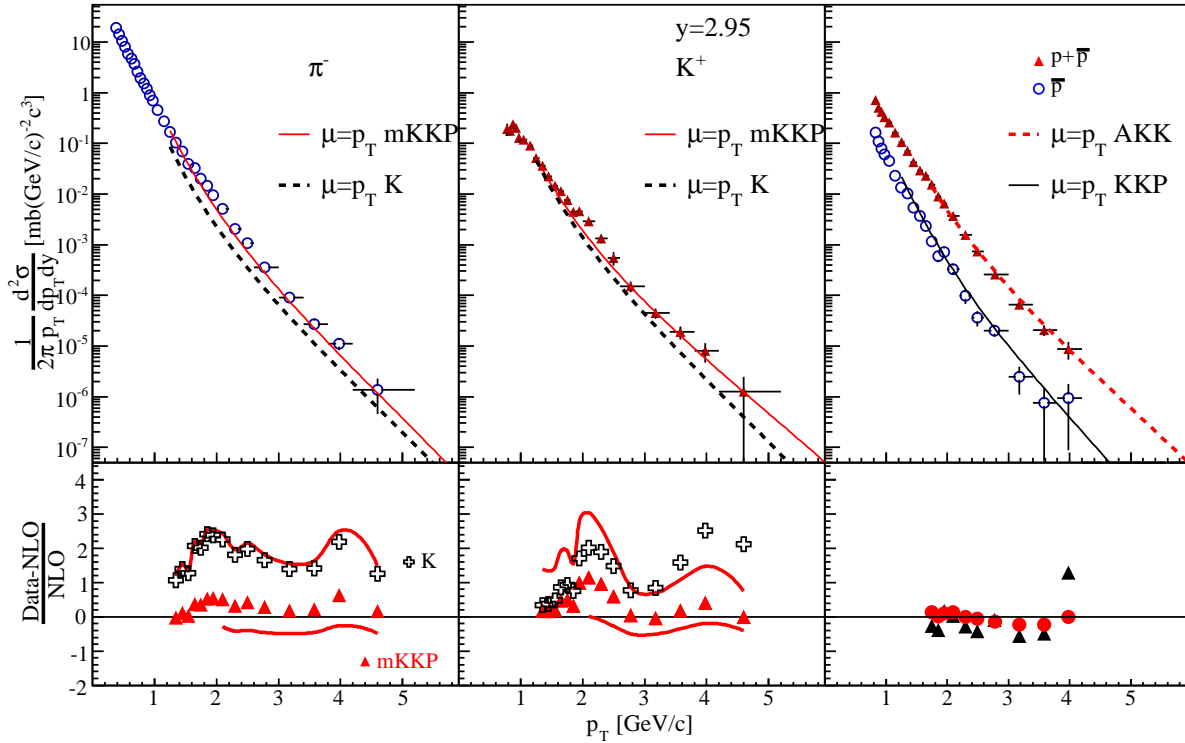 1/(2π p_T) d²σ/(dp_T dy) [mb(GeV/c)⁻²c³]
10
1
10⁻¹
10⁻²
10⁻³
10⁻⁴
10⁻⁵
10⁻⁶
10⁻⁷
π⁻
μ=p_T mKKP
μ=p_T K
y=2.95
K⁺
μ=p_T mKKP
μ=p_T K
p+p̅
p̅
μ=p_T AKK
μ=p_T KKP
Data-NLO
NLO
4
3
2
1
0
-1
-2
K
mKKP
1 2 3 4 5
1 2 3 4 5
1 2 3 4 5
p_T [GeV/c]